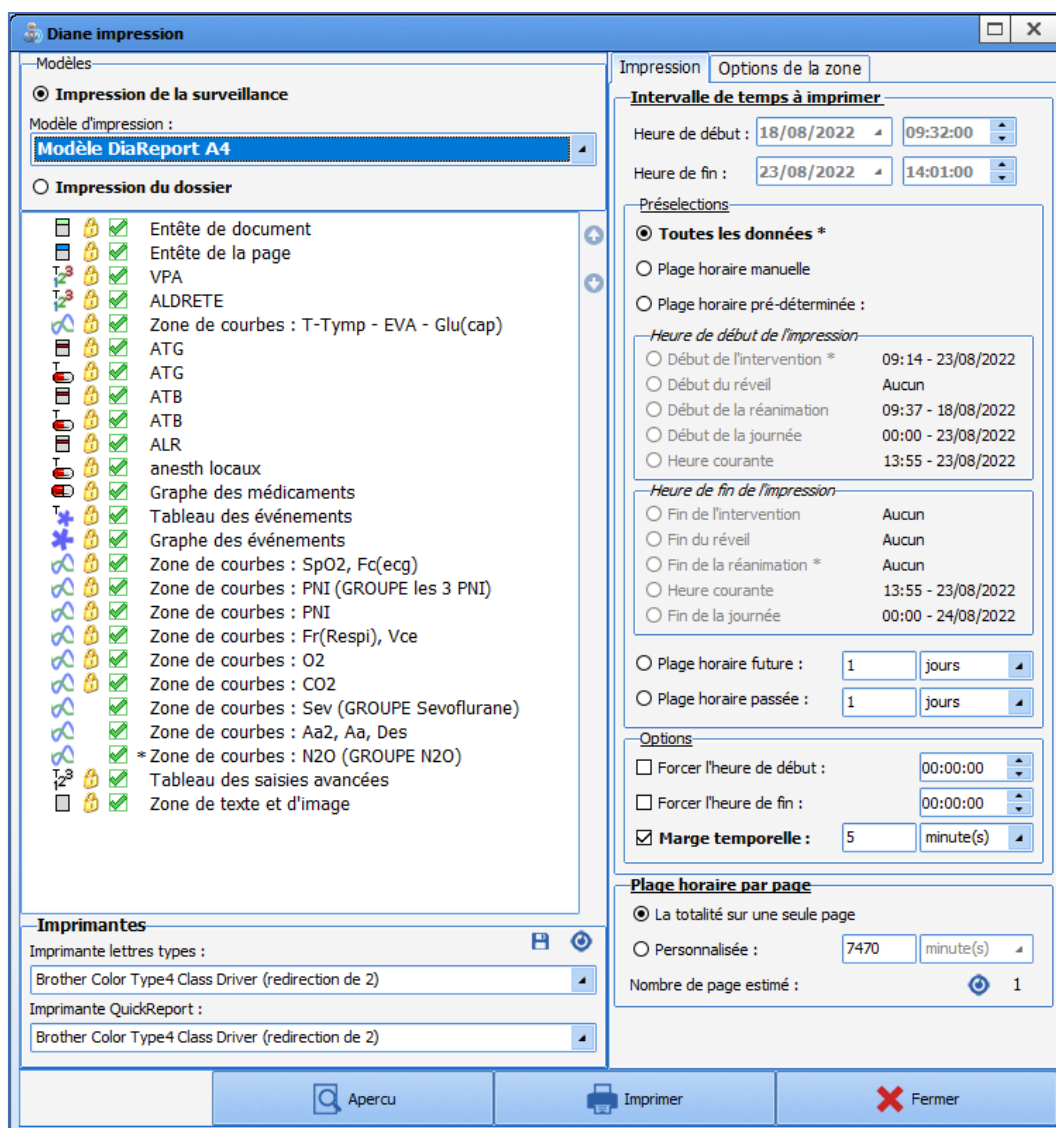 Diane impression
Modèles
Impression de la surveillance
Modèle d'impression :
Modèle DiaReport A4
Impression du dossier
Entête de document
Entête de la page
VPA
ALDRETE
Zone de courbes : T-Tymp - EVA - Glu(cap)
ATG
ATG
ATB
ATB
ALR
anesth locaux
Graphe des médicaments
Tableau des événements
Graphe des événements
Zone de courbes : SpO2, Fc(ecg)
Zone de courbes : PNI (GROUPE les 3 PNI)
Zone de courbes : PNI
Zone de courbes : Fr(Respi), Vce
Zone de courbes : O2
Zone de courbes : CO2
Zone de courbes : Sev (GROUPE Sevoflurane)
Zone de courbes : Aa2, Aa, Des
* Zone de courbes : N2O (GROUPE N2O)
Tableau des saisies avancées
Zone de texte et d'image
Imprimantes
Imprimante lettres types :
Brother Color Type4 Class Driver (redirection de 2)
Imprimante QuickReport :
Brother Color Type4 Class Driver (redirection de 2)
Impression Options de la zone
Intervalle de temps à imprimer
Heure de début : 18/08/2022 09:32:00
Heure de fin : 23/08/2022 14:01:00
Préselections
Toutes les données *
Plage horaire manuelle
Plage horaire pré-déterminée :
Heure de début de l'impression
Début de l'intervention * 09:14 - 23/08/2022
Début du réveil Aucun
Début de la réanimation 09:37 - 18/08/2022
Début de la journée 00:00 - 23/08/2022
Heure courante 13:55 - 23/08/2022
Heure de fin de l'impression
Fin de l'intervention Aucun
Fin du réveil Aucun
Fin de la réanimation * Aucun
Heure courante 13:55 - 23/08/2022
Fin de la journée 00:00 - 24/08/2022
Plage horaire future : 1 jours
Plage horaire passée : 1 jours
Options
Forcer l'heure de début : 00:00:00
Forcer l'heure de fin : 00:00:00
Marge temporelle : 5 minute(s)
Plage horaire par page
La totalité sur une seule page
Personnalisée : 7470 minute(s)
Nombre de page estimé : 1
Apercu Imprimer Fermer